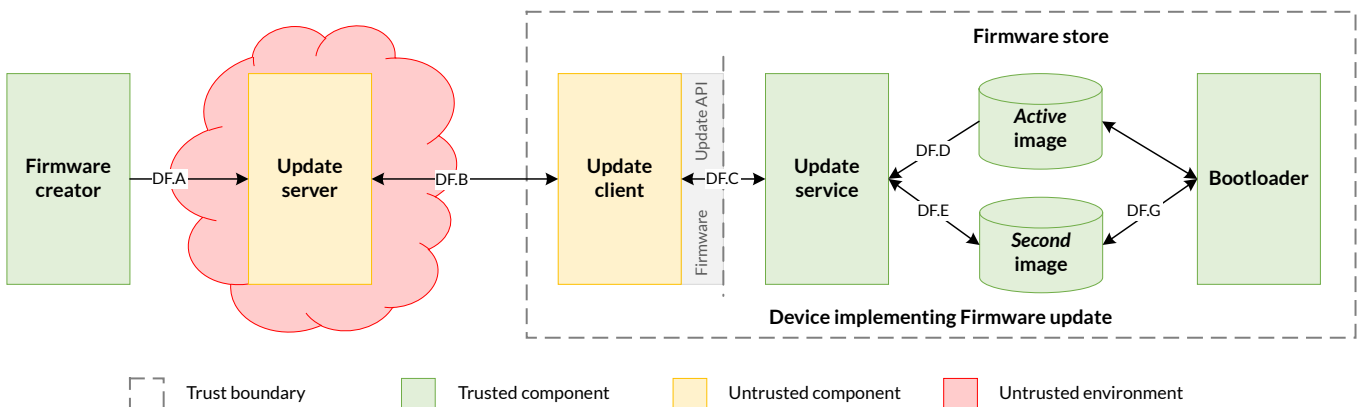 Firmware store
Firmware
creator
DF.A
Update
server
DF.B
Update
client
Firmware Update API
DF.C
Update
service
DF.D
DF.E
Active
image
Second
image
DF.G
Bootloader
Device implementing Firmware update
Trust boundary
Trusted component
Untrusted component
Untrusted environment